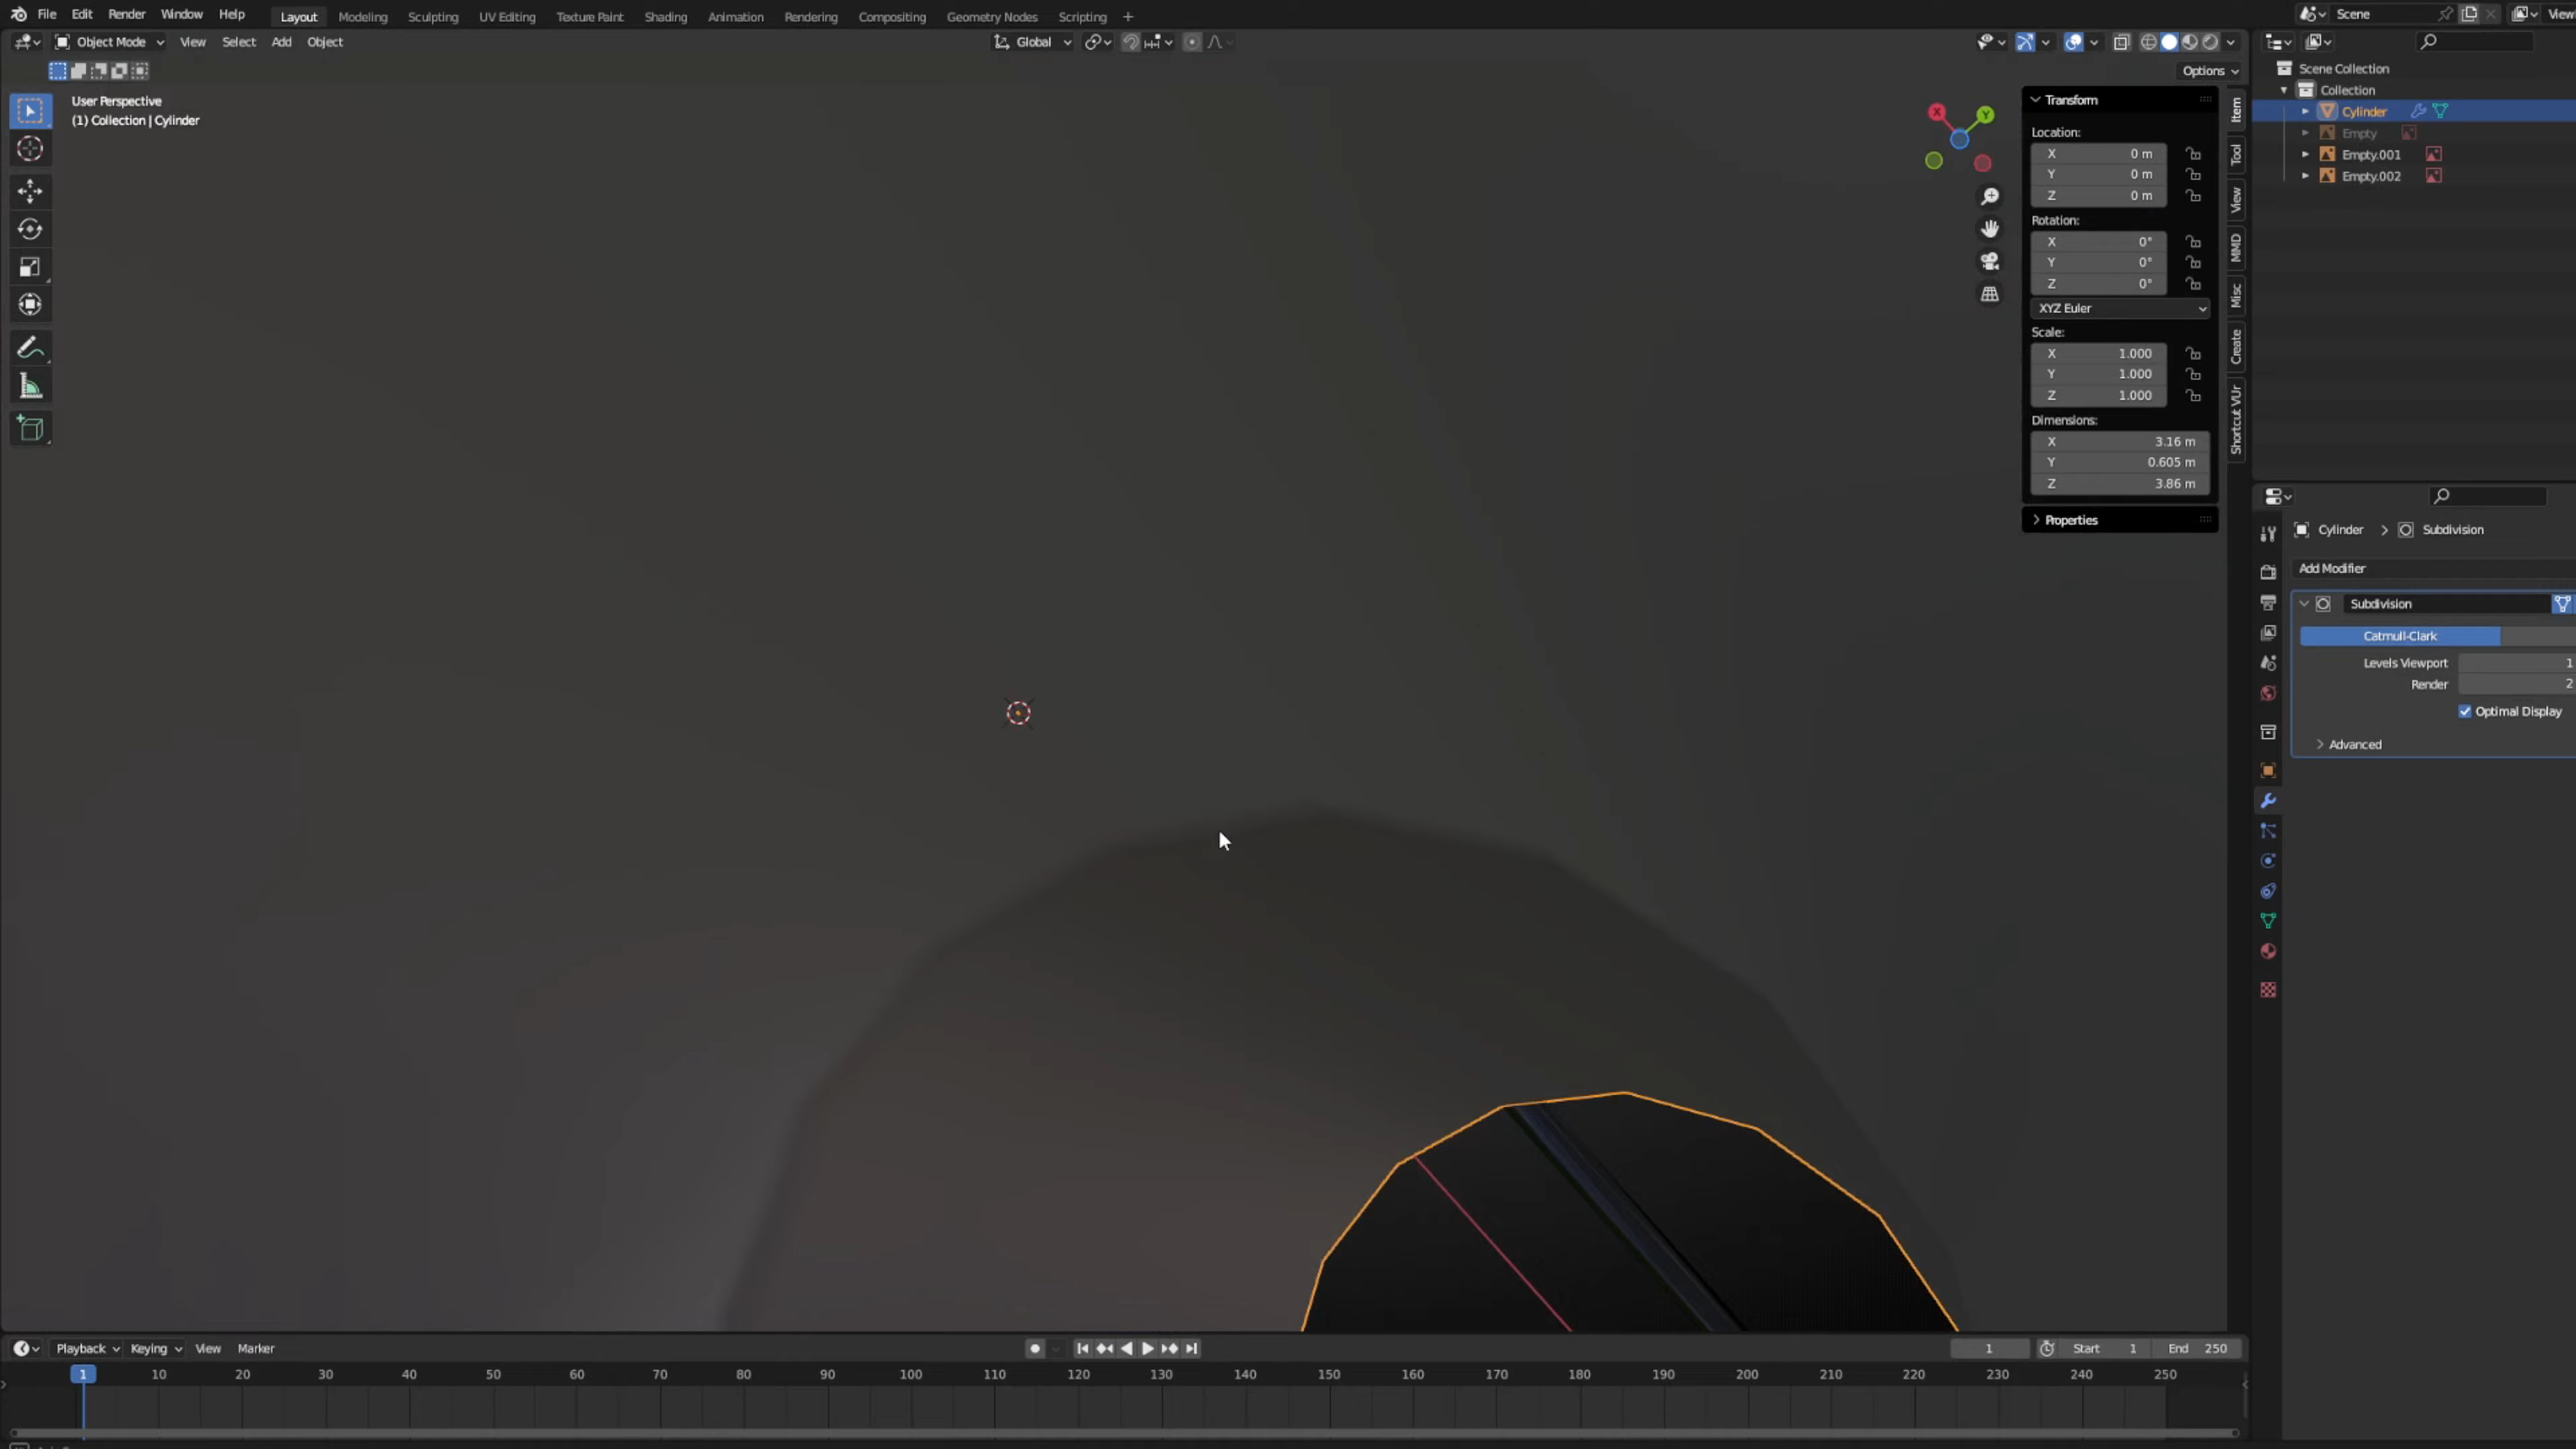 File Edit Render Window Help Layout Modeling Sculpting UV Editing Texture Paint Shading Animation Rendering Compositing Geometry Nodes Scripting + Scene
Object Mode View Select Add Object Global
Options
User Perspective
(1) Collection | Cylinder
X
Y
Transform
Location:
X 0 m
Y 0 m
Z 0 m
Rotation:
X 0°
Y 0°
Z 0°
XYZ Euler
Scale:
X 1.000
Y 1.000
Z 1.000
Dimensions:
X 3.16 m
Y 0.605 m
Z 3.86 m
Properties
Item
Tool
View
MMD
Misc
Create
Shortcut VUr
Scene Collection
Collection
Cylinder
Empty
Empty.001
Empty.002
Cylinder > Subdivision
Add Modifier
Subdivision
Catmull-Clark
Levels Viewport 1
Render 2
Optimal Display
Advanced
Playback Keying View Marker 1 Start 1 End 250
1 10 20 30 40 50 60 70 80 90 100 110 120 130 140 150 160 170 180 190 200 210 220 230 240 250